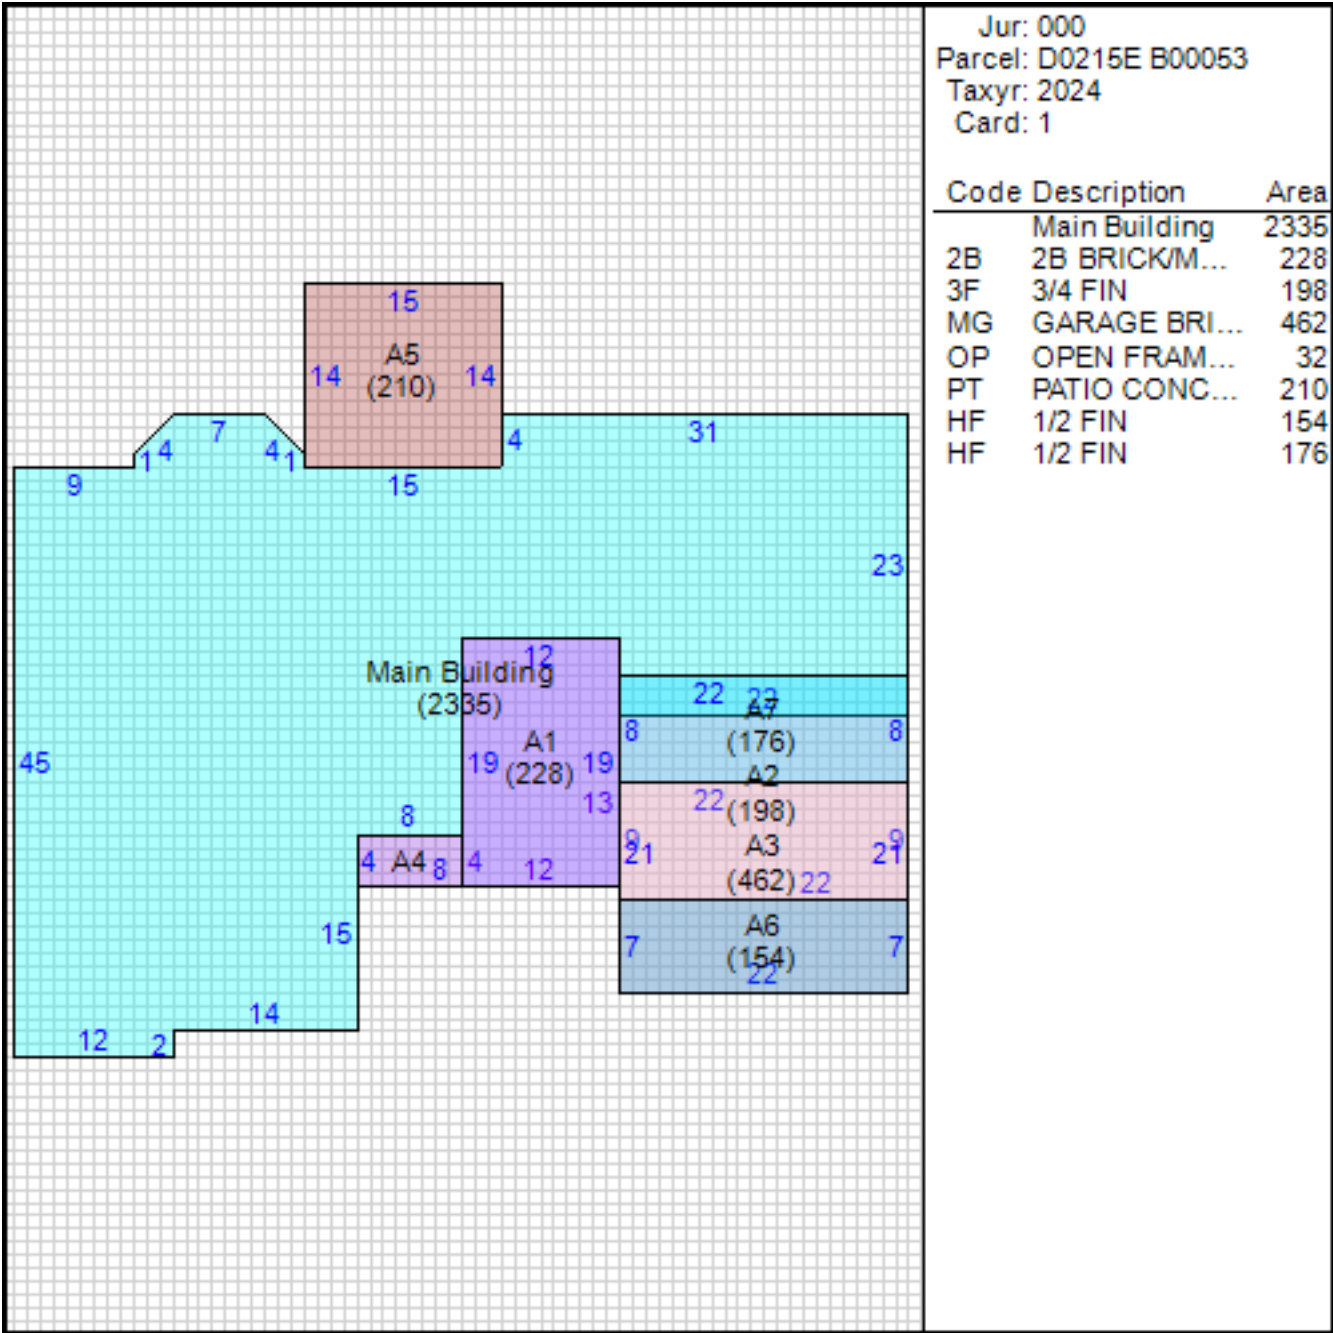 Jur: 000
Parcel: D0215E B00053
Taxyr: 2024
Card: 1
Code Description Area
Main Building 2335
2B 2B BRICK/M... 228
3F 3/4 FIN 198
MG GARAGE BRI... 462
OP OPEN FRAM... 32
PT PATIO CONC... 210
HF 1/2 FIN 154
HF 1/2 FIN 176
15
A5
14 (210) 14
7 4 31
1 4 4 1
9 15
23
12
Main Building
(2335)
22 22
A7
8 (176) 8
A1
45 19 (228) 19
A2
13 22 (198)
8
9 A3 9
21 21
4 A4 8 4 12
(462) 22
A6
15 7 (154) 7
22
14
12 2